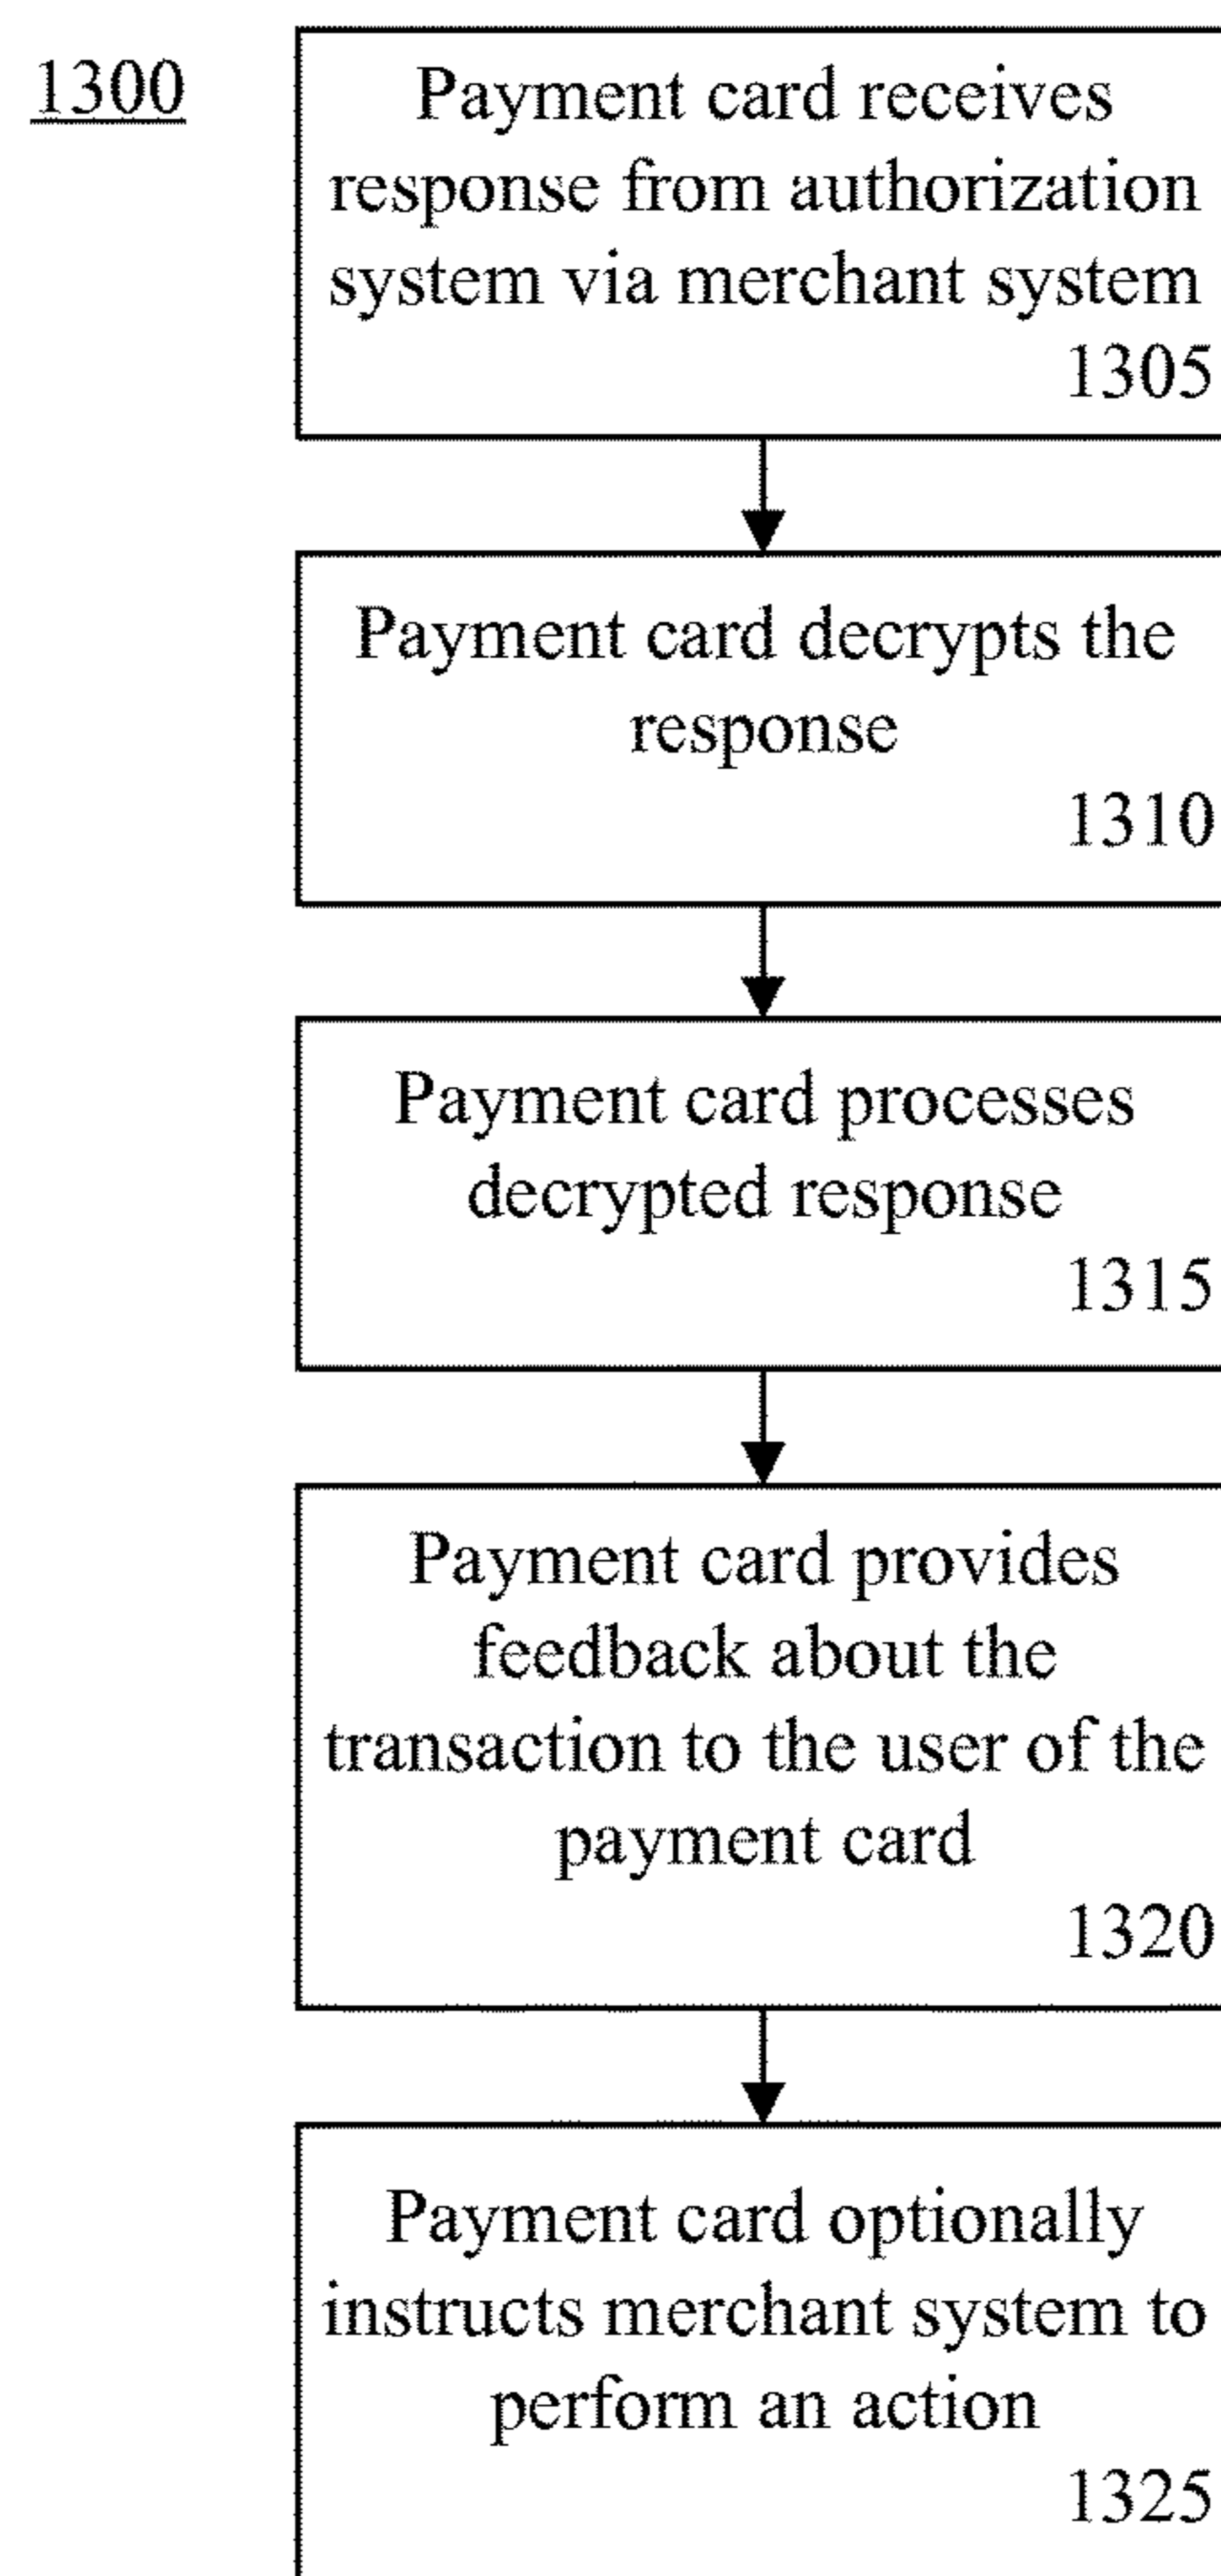 1300
Payment card receives
response from authorization
system via merchant system
1305
Payment card decrypts the
response
1310
Payment card processes
decrypted response
1315
Payment card provides
feedback about the
transaction to the user of the
payment card
1320
Payment card optionally
instructs merchant system to
perform an action
1325